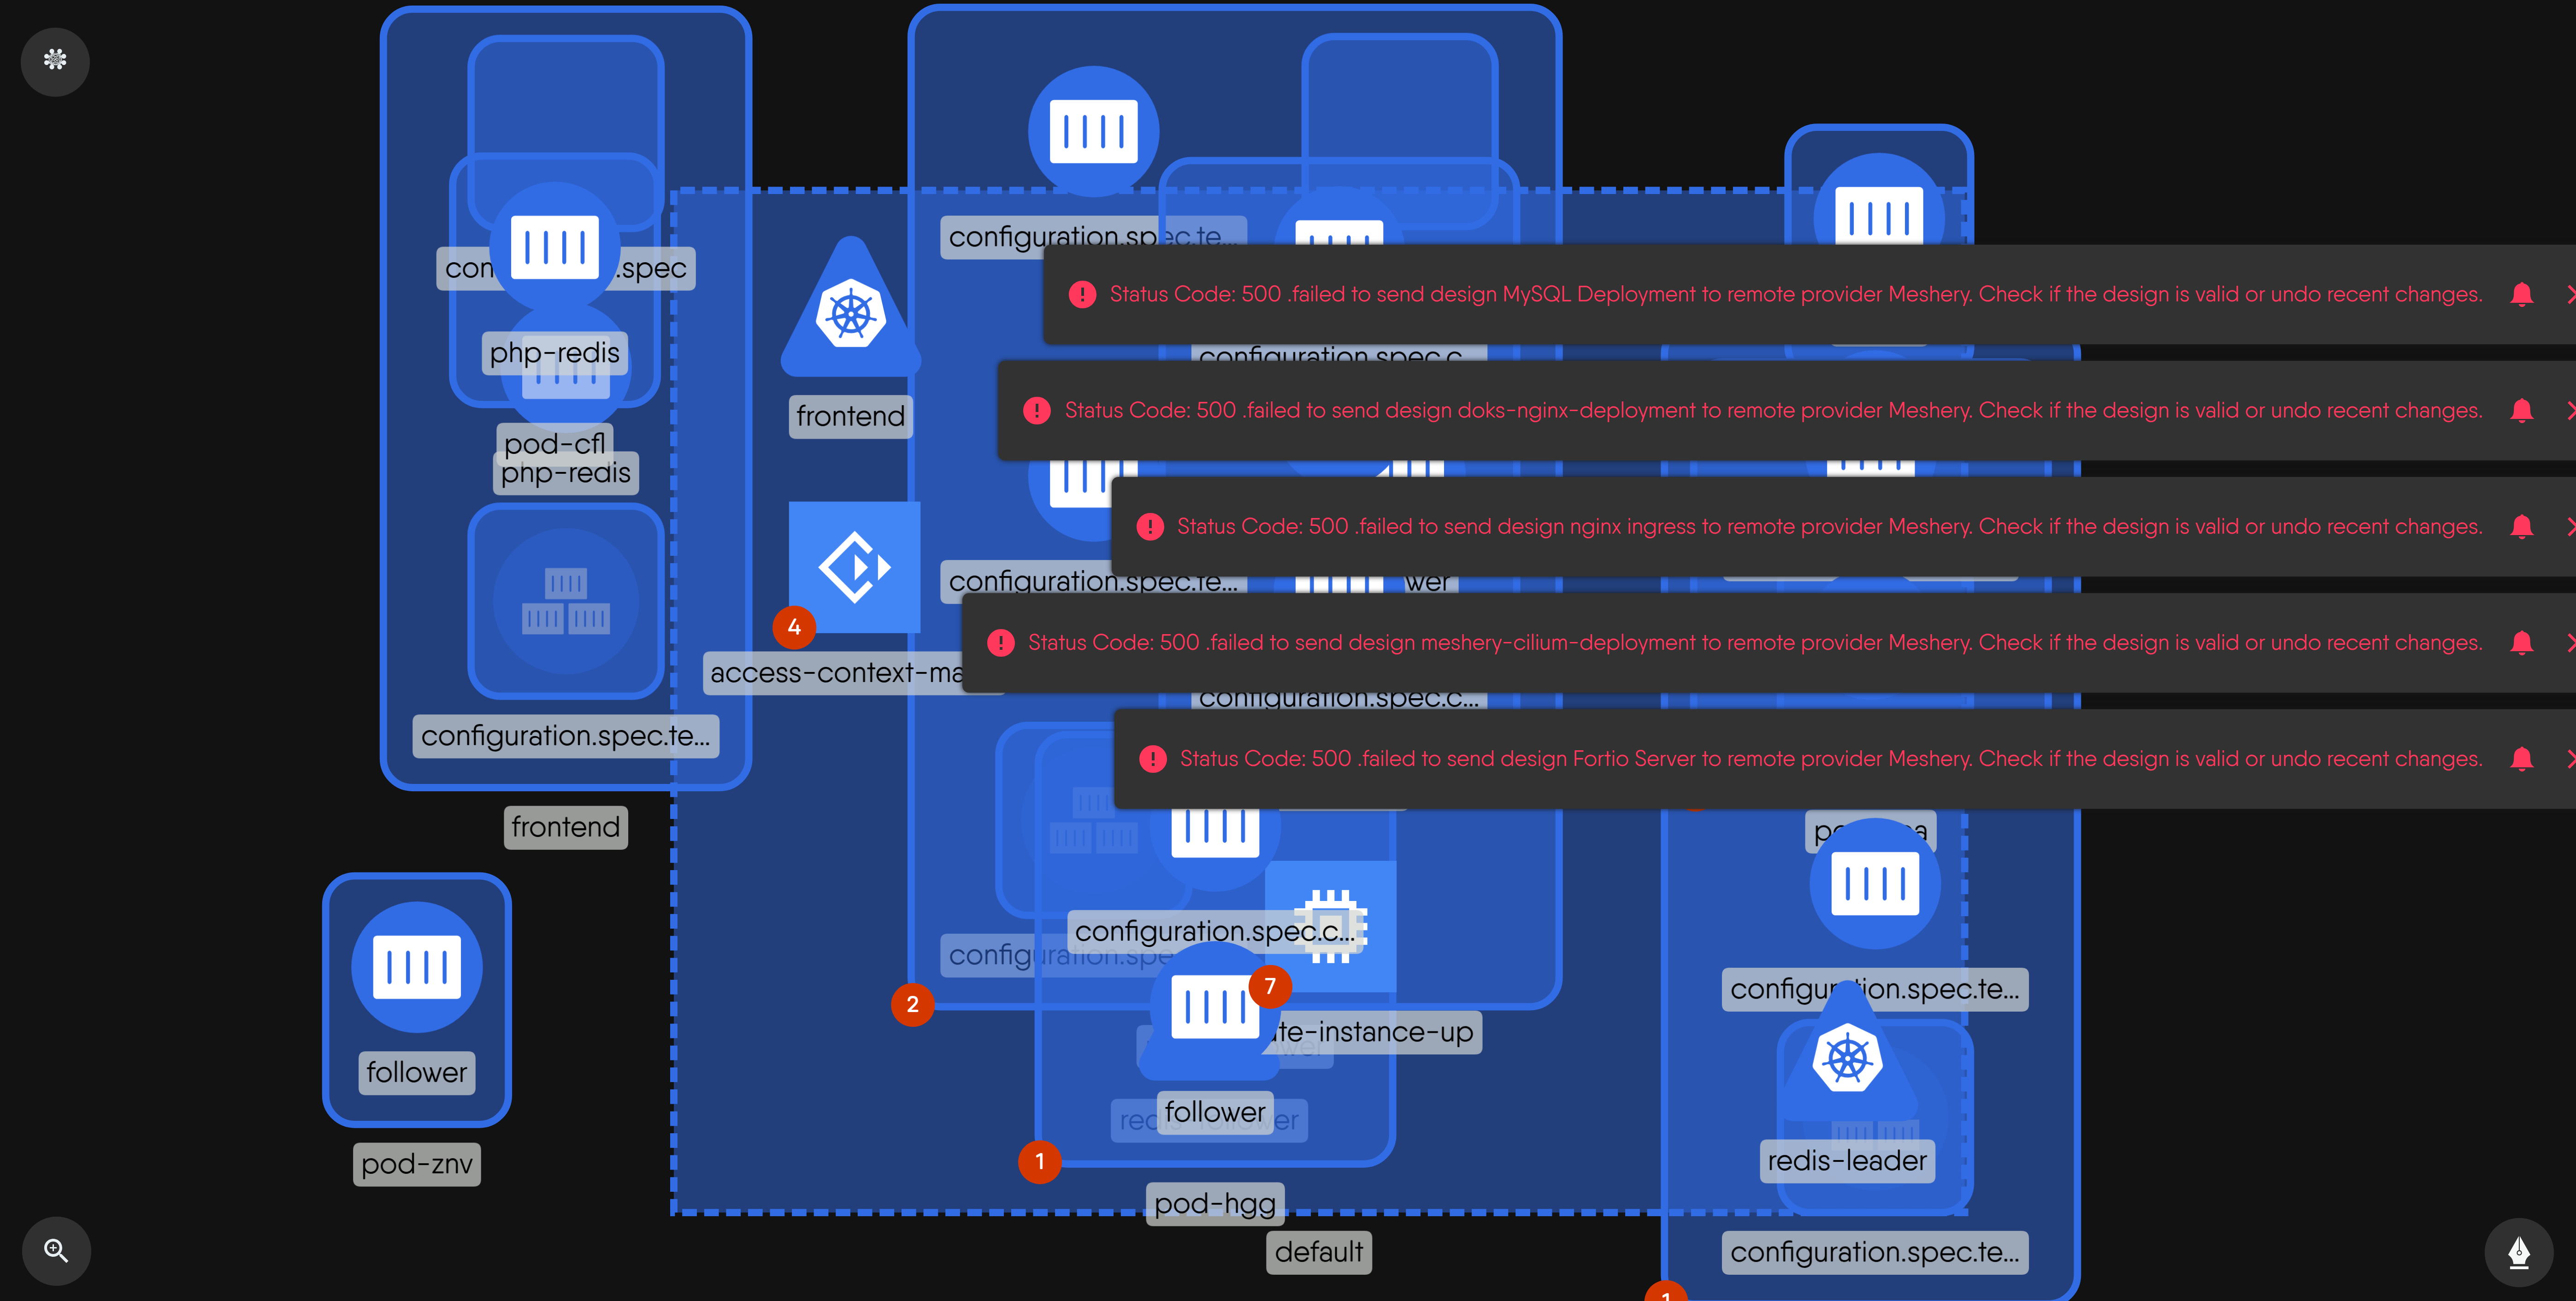 configuration.spec.te...
con .spec
Status Code: 500 .failed to send design MySQL Deployment to remote provider Meshery. Check if the design is valid or undo recent changes.
php-redis
configuration.spec.c
Status Code: 500 .failed to send design doks-nginx-deployment to remote provider Meshery. Check if the design is valid or undo recent changes.
frontend
pod-cfl
php-redis
Status Code: 500 .failed to send design nginx ingress to remote provider Meshery. Check if the design is valid or undo recent changes.
configuration.spec.te...
wer
4
Status Code: 500 .failed to send design meshery-cilium-deployment to remote provider Meshery. Check if the design is valid or undo recent changes.
access-context-ma
configuration.spec.c...
configuration.spec.te...
Status Code: 500 .failed to send design Fortio Server to remote provider Meshery. Check if the design is valid or undo recent changes.
frontend
configuration.spec.c...
configuration.spe
7
configuration.spec.te...
2
te-instance-up
follower
follower
1
redis-leader
pod-znv
pod-hgg
default
configuration.spec.te...
1